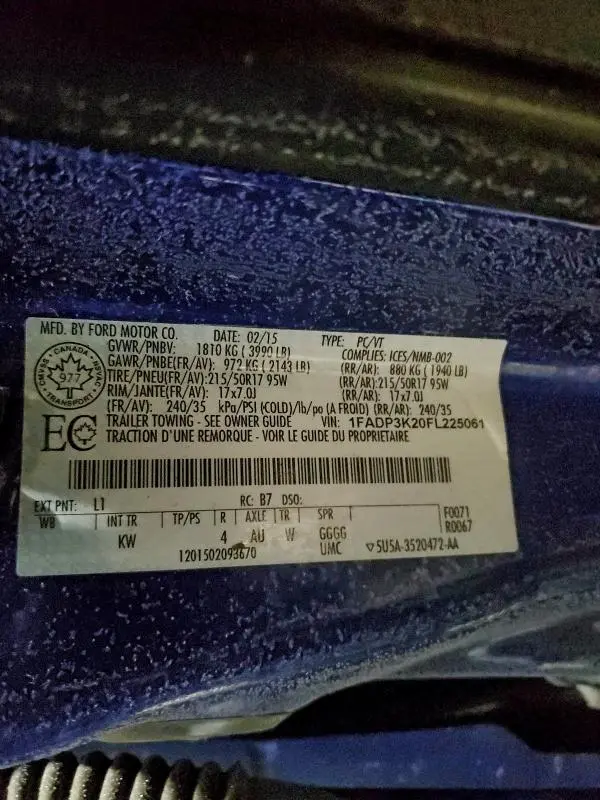 MFD. BY FORD MOTOR CO. DATE: 02/15 TYPE: PC/VT
GVWR/PNBV: 1810 KG ( 3990 LB) COMPLIES: ICES/NMB-002
GAWR/PNBE(FR/AV): 972 KG ( 2143 LB) (RR/AR): 880 KG ( 1940 LB)
TIRE/PNEU(FR/AV):215/50R17 95W (RR/AR):215/50R17 95W
RIM/JANTE(FR/AV): 17x7.0J (RR/AR): 17x7.0J
(FR/AV): 240/35 kPa/PSI (COLD)/lb/po (A FROID) (RR/AR): 240/35
TRAILER TOWING - SEE OWNER GUIDE VIN: 1FADP3K20FL225061
TRACTION D'UNE REMORQUE - VOIR LE GUIDE DU PROPRIETAIRE
CANADA
977
TRANSPORT
EC
EXT PNT: L1 RC: B7 DSO: F0071
WB INT TR TP/PS R AXLE TR SPR R0067
KW 4 AU W GGGG
1201502093670 UMC 5U5A-3520472-AA